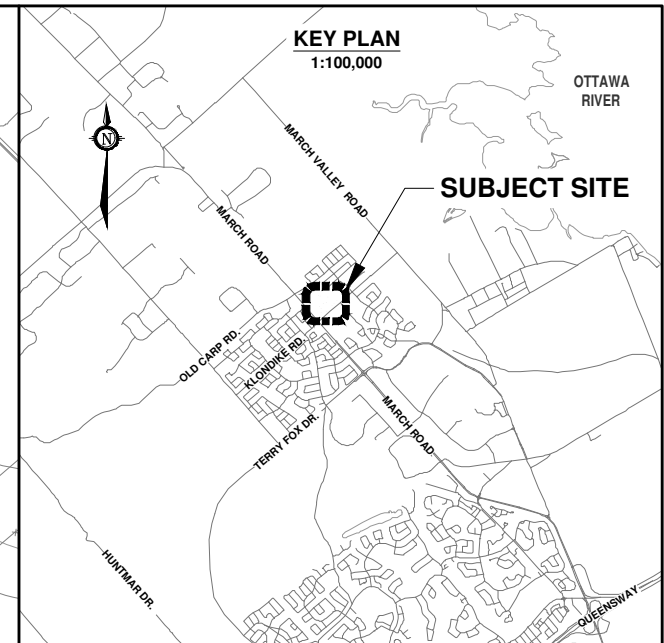 KEY PLAN
1:100,000
OTTAWA
RIVER
MARCH VALLEY ROAD
N
SUBJECT SITE
MARCH ROAD
OLD CARP RD.
KLONDIKE RD.
MARCH ROAD
TERRY FOX DR.
HUNTMAR DR.
QUEENSWAY